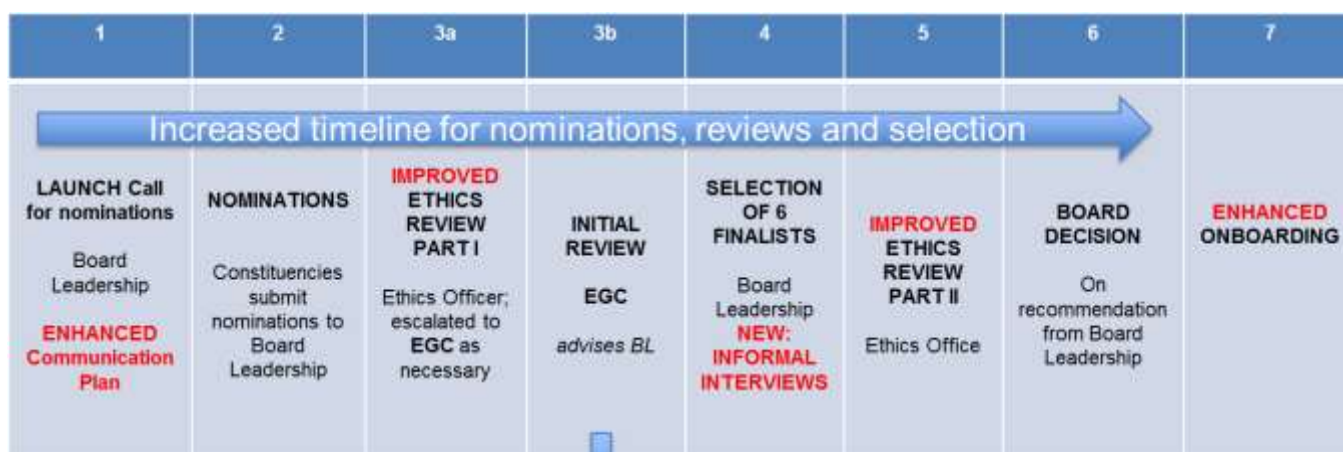 1
2
3a
3b
4
5
6
7
Increased timeline for nominations, reviews and selection
LAUNCH Call
for nominations
Board
Leadership
ENHANCED
Communication
Plan
NOMINATIONS
Constituencies
submit
nominations to
Board
Leadership
IMPROVED
ETHICS
REVIEW
PART I
Ethics Officer;
escalated to
EGC as
necessary
INITIAL
REVIEW
EGC
advises BL
SELECTION
OF 6
FINALISTS
Board
Leadership
NEW:
INFORMAL
INTERVIEWS
IMPROVED
ETHICS
REVIEW
PART II
Ethics Office
BOARD
DECISION
On
recommendation
from Board
Leadership
ENHANCED
ONBOARDING